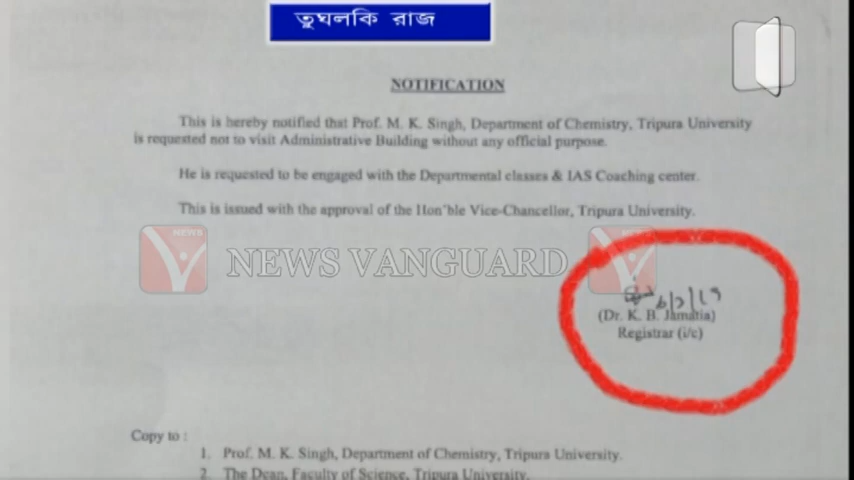 তুঘলকি রাজ
NOTIFICATION
This is hereby notified that Prof. M. K. Singh, Department of Chemistry, Tripura University
is requested not to visit Administrative Building without any official purpose.
He is requested to be engaged with the Departmental classes & IAS Coaching center.
This is issued with the approval of the Hon'ble Vice-Chancellor, Tripura University.
NEWS
NEWS VANGUARD
(Dr. K. B. Jamatia)
Registrar (i/c)
Copy to :
1. Prof. M. K. Singh, Department of Chemistry, Tripura University.
2. The Dean, Faculty of Science, Tripura University.